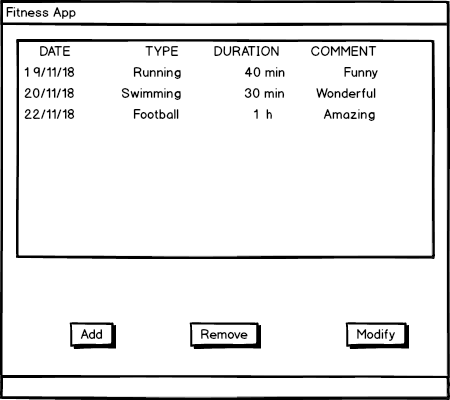 Fitness App
DATE TYPE DURATION COMMENT
19/11/18 Running 40 min Funny
20/11/18 Swimming 30 min Wonderful
22/11/18 Football 1 h Amazing
Add Remove Modify